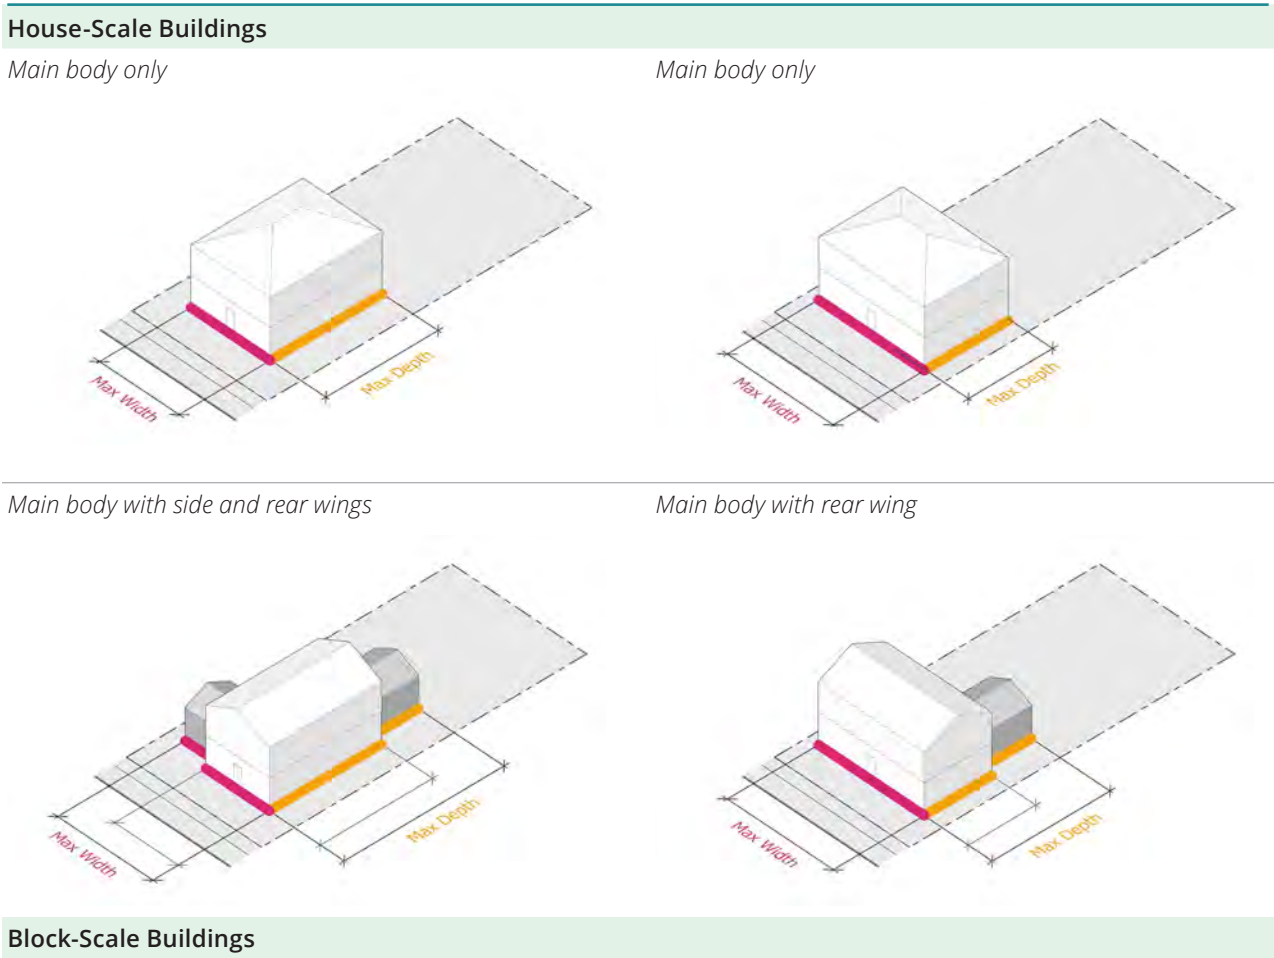 House-Scale Buildings
Main body only
Main body only
Max Width
Max Depth
Max Width
Max Depth
Main body with side and rear wings
Main body with rear wing
Max Width
Max Depth
Max Width
Max Depth
Block-Scale Buildings